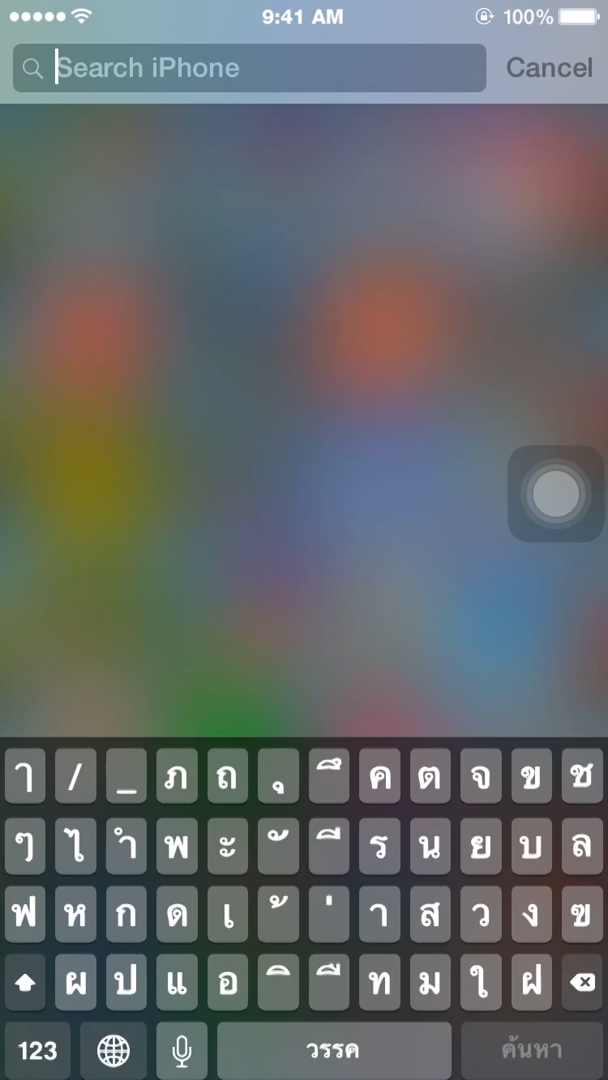 9:41 AM 100%
Search iPhone Cancel
ๅ / _ ภ ถ ุ ึ ค ต จ ข ช
ๆ ไ ำ พ ะ ั ี ร น ย บ ล
ฟ ห ก ด เ ้ ่ า ส ว ง ฃ
ผ ป แ อ ิ ื ท ม ใ ฝ
123 วรรค ค้นหา